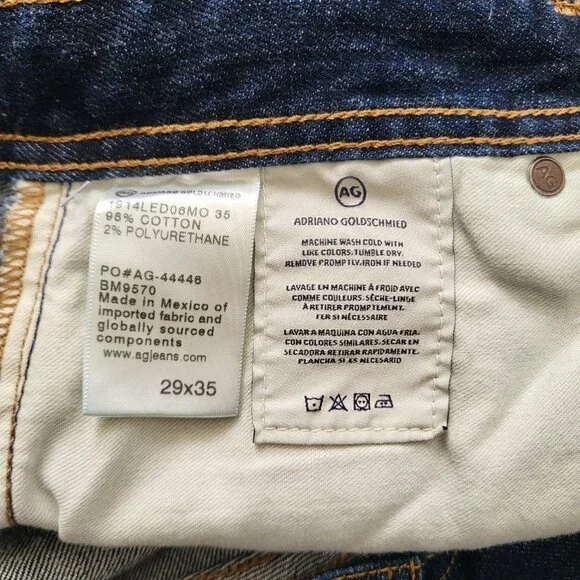 ADRIANO GOLDSCHMIED
1914LED06MO 35
98% COTTON
2% POLYURETHANE
PO#AG-44446
BM9570
Made in Mexico of
imported fabric and
globally sourced
components
www.agjeans.com
29x35
AG
ADRIANO GOLDSCHMIED
MACHINE WASH COLD WITH
LIKE COLORS. TUMBLE DRY.
REMOVE PROMPTLY. IRON IF NEEDED
LAVAGE EN MACHINE À FROID AVEC
COMME COULEURS. SÈCHE-LINGE
À RETIRER PROMPTEMENT.
FER SI NÉCESSAIRE
LAVAR A MAQUINA CON AGUA FRIA.
CON COLORES SIMILARES. SECAR EN
SECADORA RETIRAR RAPIDAMENTE.
PLANCHA SI ES NECESARIO
AG